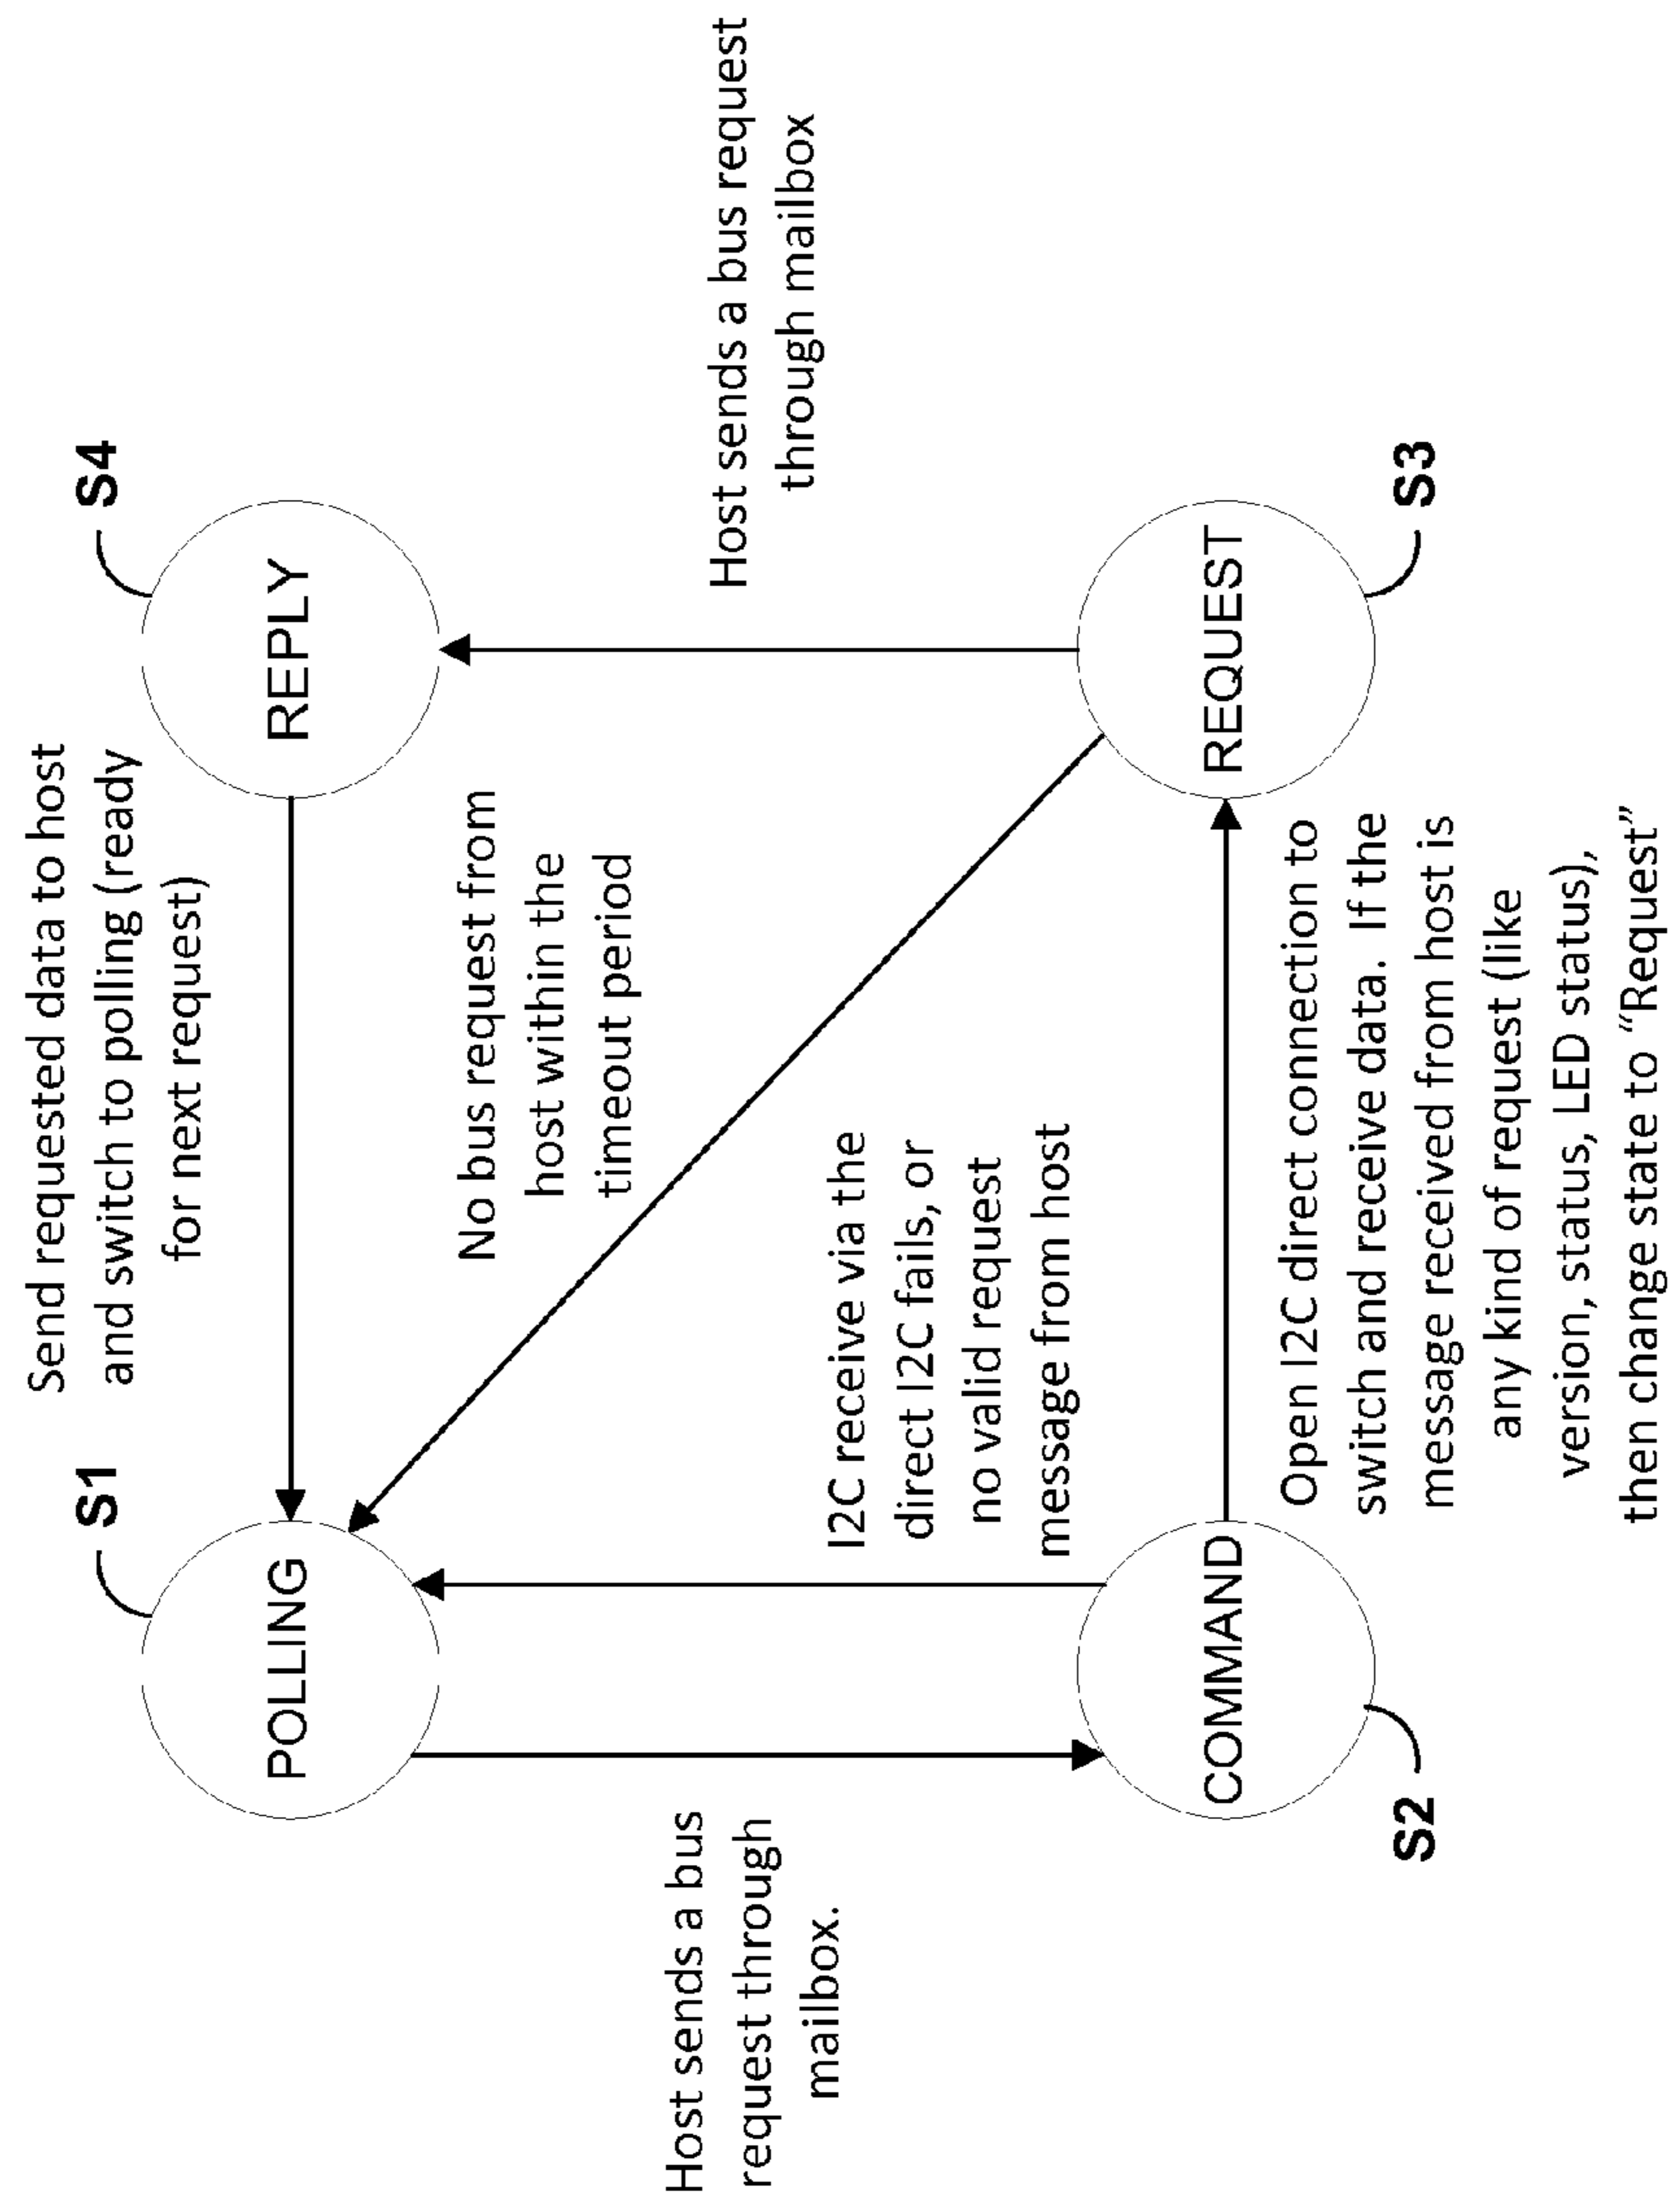 S1
S4
POLLING
REPLY
Send requested data to host
and switch to polling (ready
for next request)
No bus request from
host within the
timeout period
Host sends a bus
request through
mailbox.
I2C receive via the
direct I2C fails, or
no valid request
message from host
Host sends a bus request
through mailbox
COMMAND
REQUEST
S2
S3
Open I2C direct connection to
switch and receive data. If the
message received from host is
any kind of request (like
version, status, LED status),
then change state to “Request”